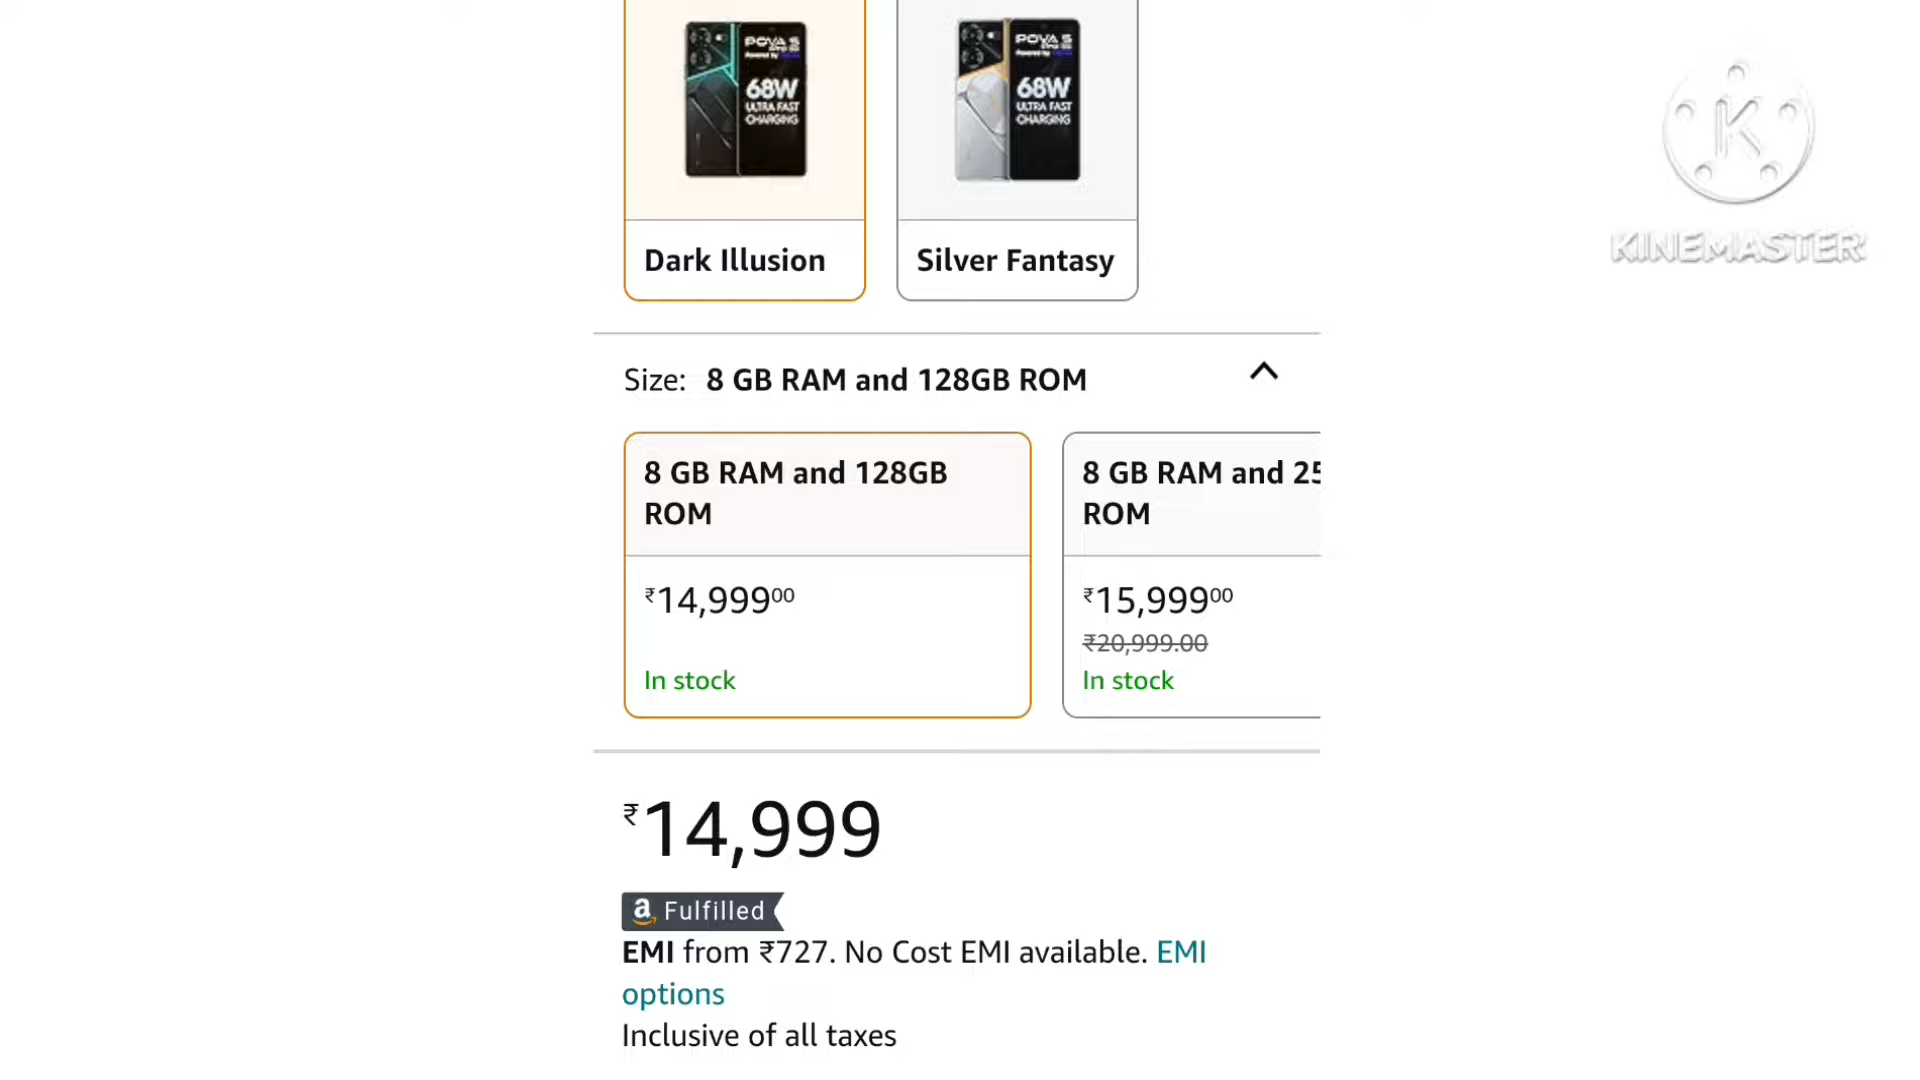 POVA 5
68W
ULTRA FAST
CHARGING
POVA 5
68W
ULTRA FAST
CHARGING
K
KINEMASTER
Dark Illusion
Silver Fantasy
Size: 8 GB RAM and 128GB ROM
8 GB RAM and 128GB
ROM
₹14,99900
In stock
8 GB RAM and 25
ROM
₹15,99900
₹20,999.00
In stock
₹14,999
a Fulfilled
EMI from ₹727. No Cost EMI available. EMI
options
Inclusive of all taxes